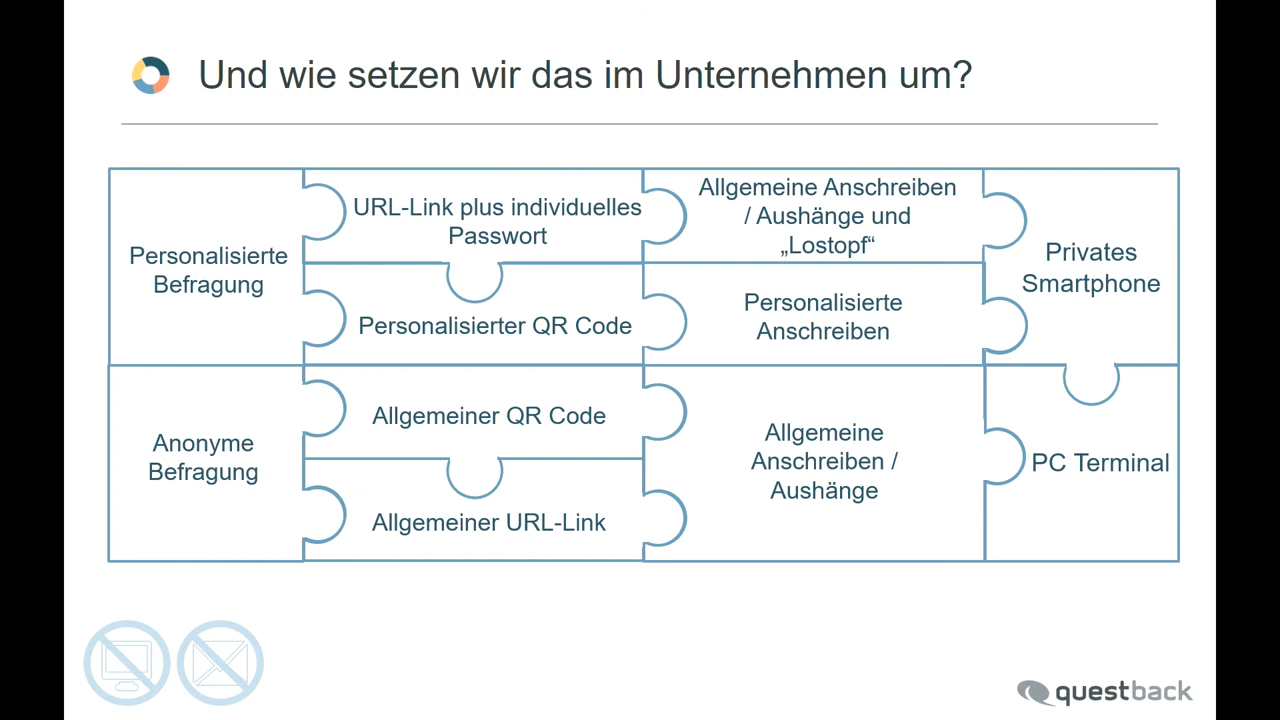 Und wie setzen wir das im Unternehmen um?
Personalisierte
Befragung
URL-Link plus individuelles
Passwort
Allgemeine Anschreiben
/ Aushänge und
„Lostopf“
Privates
Smartphone
Personalisierter QR Code
Personalisierte
Anschreiben
Anonyme
Befragung
Allgemeiner QR Code
Allgemeine
Anschreiben /
Aushänge
PC Terminal
Allgemeiner URL-Link
questback